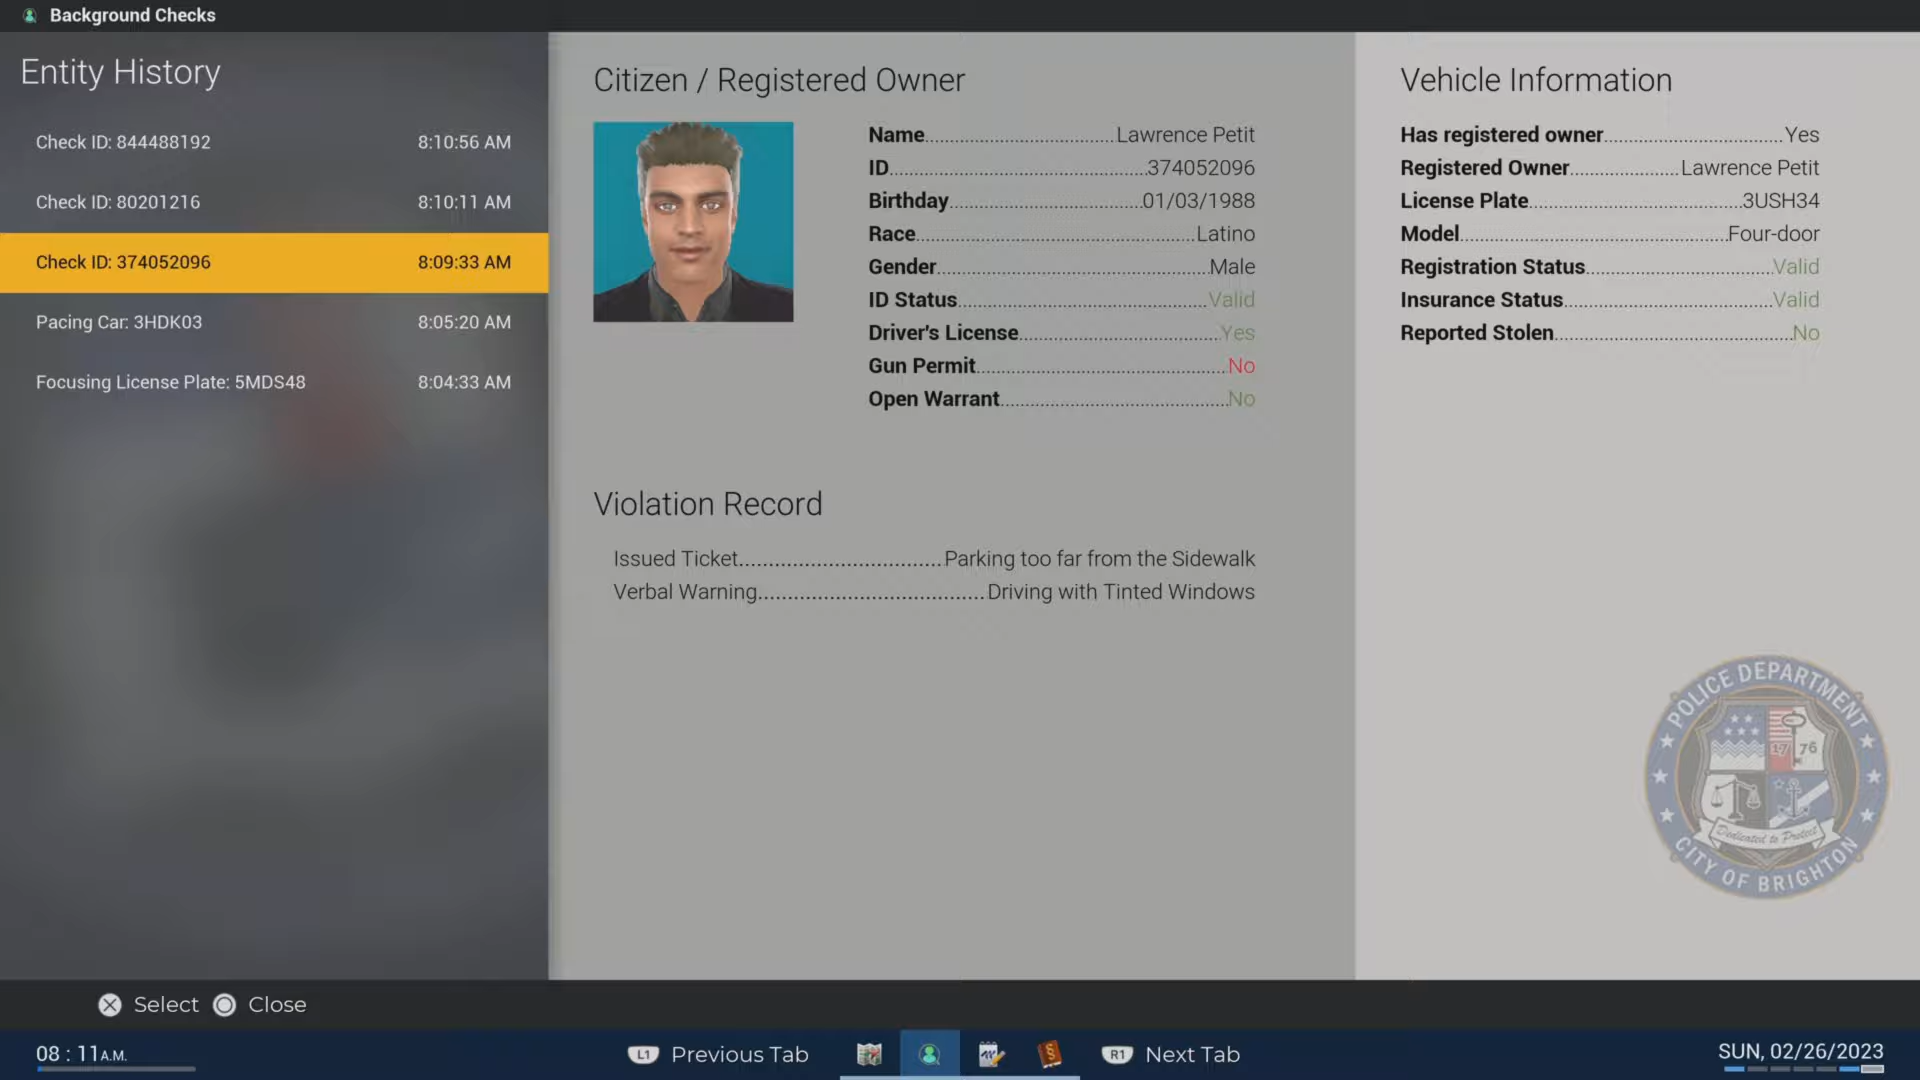 Background Checks
Entity History
Check ID: 844488192 8:10:56 AM
Check ID: 80201216 8:10:11 AM
Check ID: 374052096 8:09:33 AM
Pacing Car: 3HDK03 8:05:20 AM
Focusing License Plate: 5MDS48 8:04:33 AM
Citizen / Registered Owner
Name Lawrence Petit
ID 374052096
Birthday 01/03/1988
Race Latino
Gender Male
ID Status Valid
Driver's License Yes
Gun Permit No
Open Warrant No
Violation Record
Issued Ticket Parking too far from the Sidewalk
Verbal Warning Driving with Tinted Windows
Vehicle Information
Has registered owner Yes
Registered Owner Lawrence Petit
License Plate 3USH34
Model Four-door
Registration Status Valid
Insurance Status Valid
Reported Stolen No
POLICE DEPARTMENT
17 76
Dedicated to Protect
CITY OF BRIGHTON
Select Close
08 : 11 A.M.
L1 Previous Tab R1 Next Tab
SUN, 02/26/2023